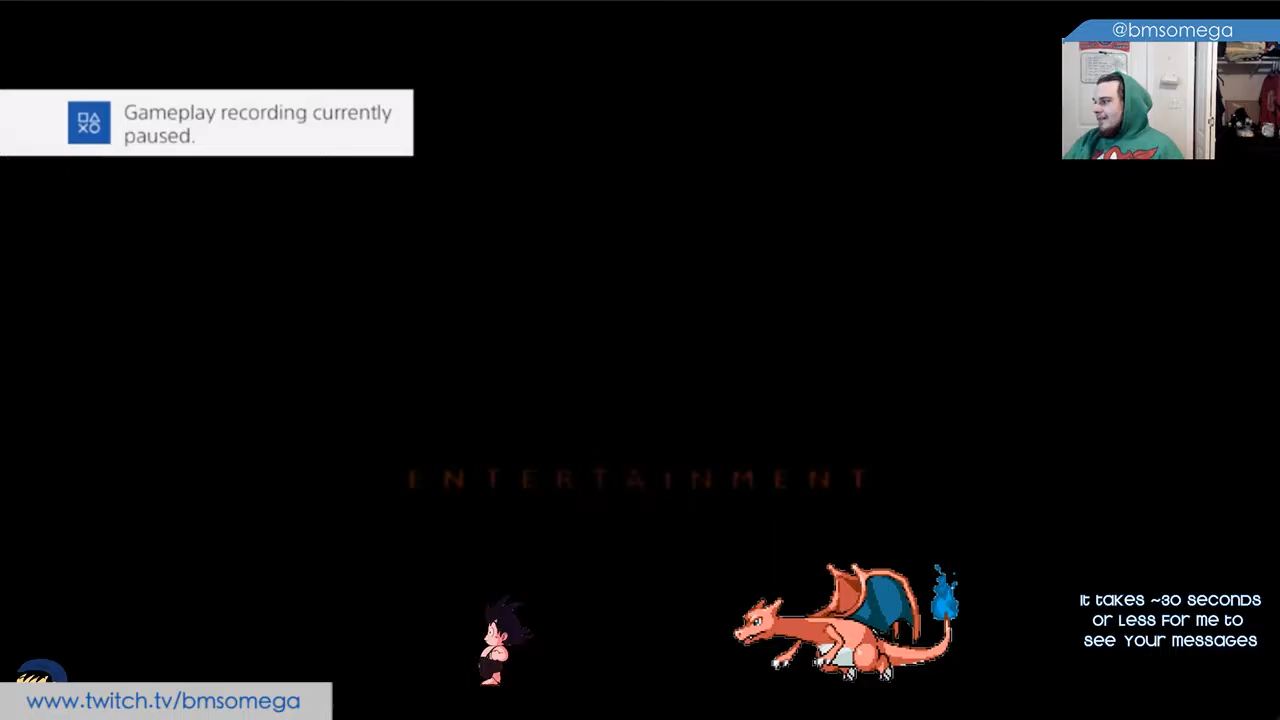 @bmsomega
Gameplay recording currently
paused.
ENTERTAINMENT
It takes ~30 seconds
or less for me to
see your messages
www.twitch.tv/bmsomega